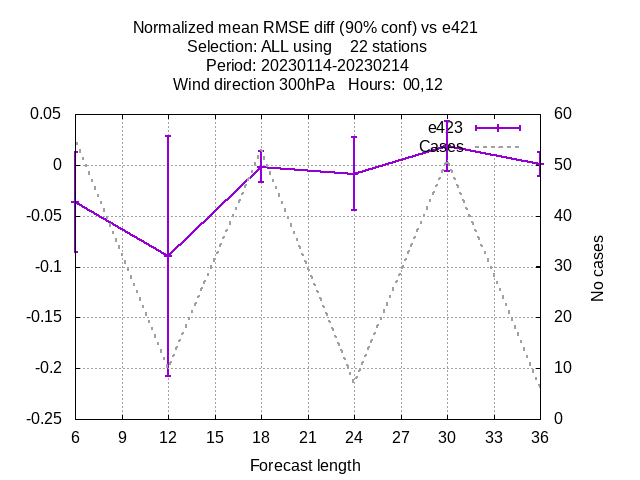 Normalized mean RMSE diff (90% conf) vs e421
Selection: ALL using    22 stations
Period: 20230114-20230214
Wind direction 300hPa   Hours:  00,12
0.05
0
-0.05
-0.1
-0.15
-0.2
-0.25
60
50
40
30
20
10
0
e423
Cases
No cases
6 9 12 15 18 21 24 27 30 33 36
Forecast length